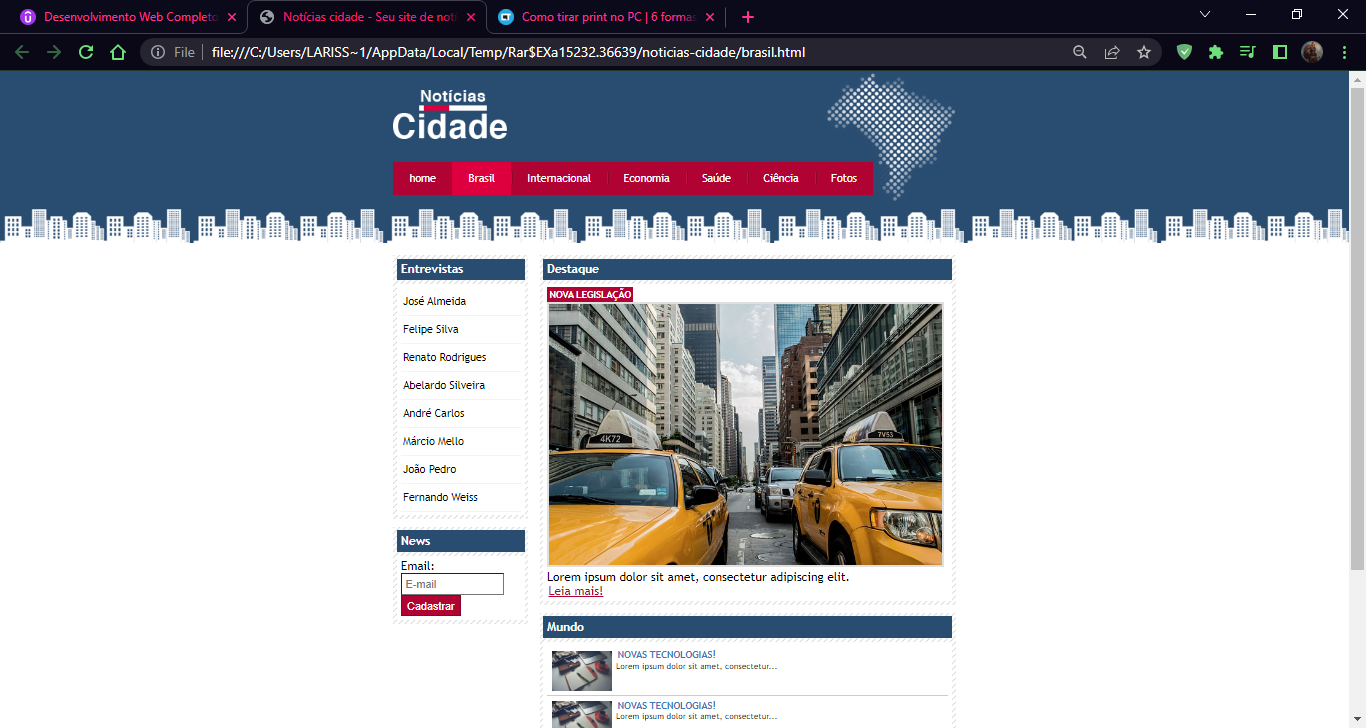 Desenvolvimento Web Completo
Notícias cidade - Seu site de notí
Como tirar print no PC | 6 formas
File
file:///C:/Users/LARISS~1/AppData/Local/Temp/Rar$EXa15232.36639/noticias-cidade/brasil.html
Notícias
Cidade
home Brasil Internacional Economia Saúde Ciência Fotos
Entrevistas
José Almeida
Felipe Silva
Renato Rodrigues
Abelardo Silveira
André Carlos
Márcio Mello
João Pedro
Fernando Weiss
News
Email:
E-mail
Cadastrar
Destaque
NOVA LEGISLAÇÃO
4K72
7V53
Lorem ipsum dolor sit amet, consectetur adipiscing elit.
Leia mais!
Mundo
NOVAS TECNOLOGIAS!
Lorem ipsum dolor sit amet, consectetur...
NOVAS TECNOLOGIAS!
Lorem ipsum dolor sit amet, consectetur...